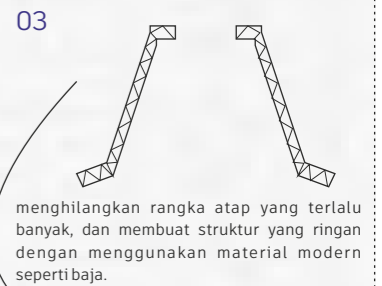 03
menghilangkan rangka atap yang terlalu
banyak, dan membuat struktur yang ringan
dengan menggunakan material modern
seperti baja.